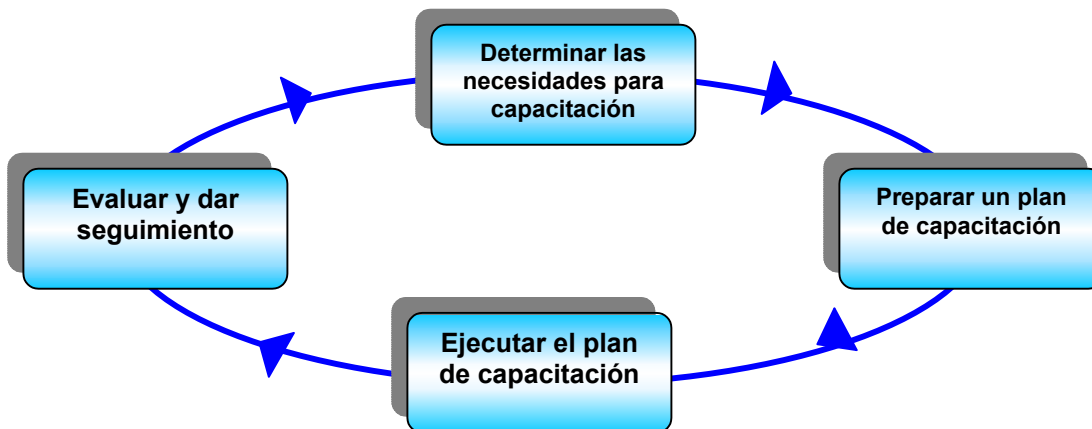 Determinar las
necesidades para
capacitación
Preparar un plan
de capacitación
Ejecutar el plan
de capacitación
Evaluar y dar
seguimiento